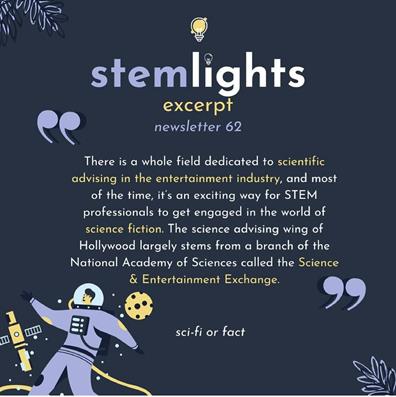 stemlights
excerpt
newsletter 62
There is a whole field dedicated to scientific
advising in the entertainment industry, and most
of the time, it's an exciting way for STEM
professionals to get engaged in the world of
science fiction. The science advising wing of
Hollywood largely stems from a branch of the
National Academy of Sciences called the Science
& Entertainment Exchange.
sci-fi or fact